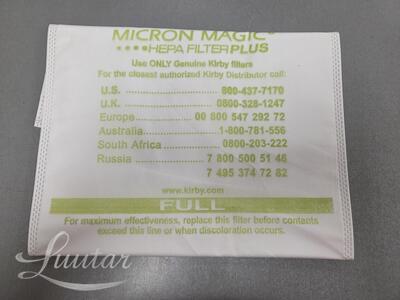 MICRON MAGIC®
••••HEPA FILTER PLUS
Use ONLY Genuine Kirby filters
For the closest authorized Kirby Distributor call:
U.S. ........................ 800-437-7170
U.K. ........................ 0800-328-1247
Europe ............... 00 800 547 292 72
Australia .................. 1-800-781-556
South Africa ............ 0800-203-222
Russia .................. 7 800 500 51 46
7 495 374 72 82
www.kirby.com
FULL
For maximum effectiveness, replace this filter before contents
exceed this line or when discoloration occurs.
Luutar